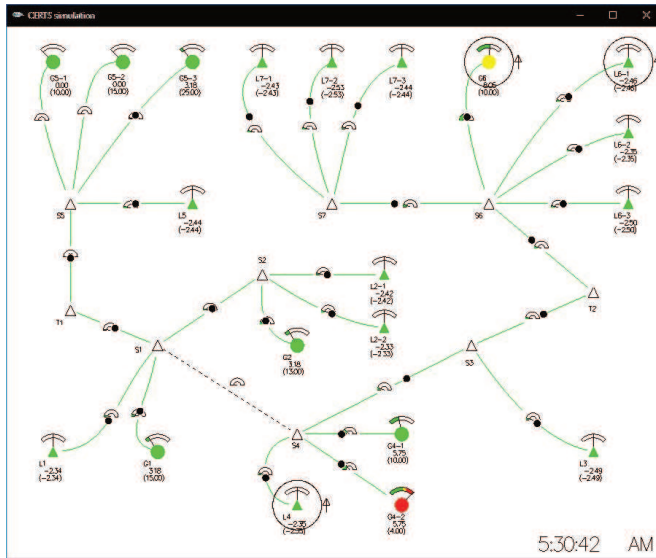 CERTS simulation
G5-1
0.00
(10.00)
G5-2
0.00
(15.00)
G5-3
3.18
(25.00)
L7-1
-2.43
(-2.43)
L7-2
-2.53
(-2.53)
L7-3
-2.44
(-2.44)
G6
8.05
(10.00)
L6-1
-2.46
(-2.46)
L6-2
-2.35
(-2.35)
S5
L5
-2.44
(-2.44)
S7
S6
L6-3
-2.50
(-2.50)
S2
L2-1
-2.42
(-2.42)
T2
T1
L2-2
-2.33
(-2.33)
G2
3.18
(13.00)
S1
S3
S4
L1
-2.34
(-2.34)
G1
3.18
(15.00)
G4-1
5.75
(10.00)
L3
-2.49
(-2.49)
L4
-2.35
(-2.35)
G4-2
5.75
(4.00)
5:30:42 AM